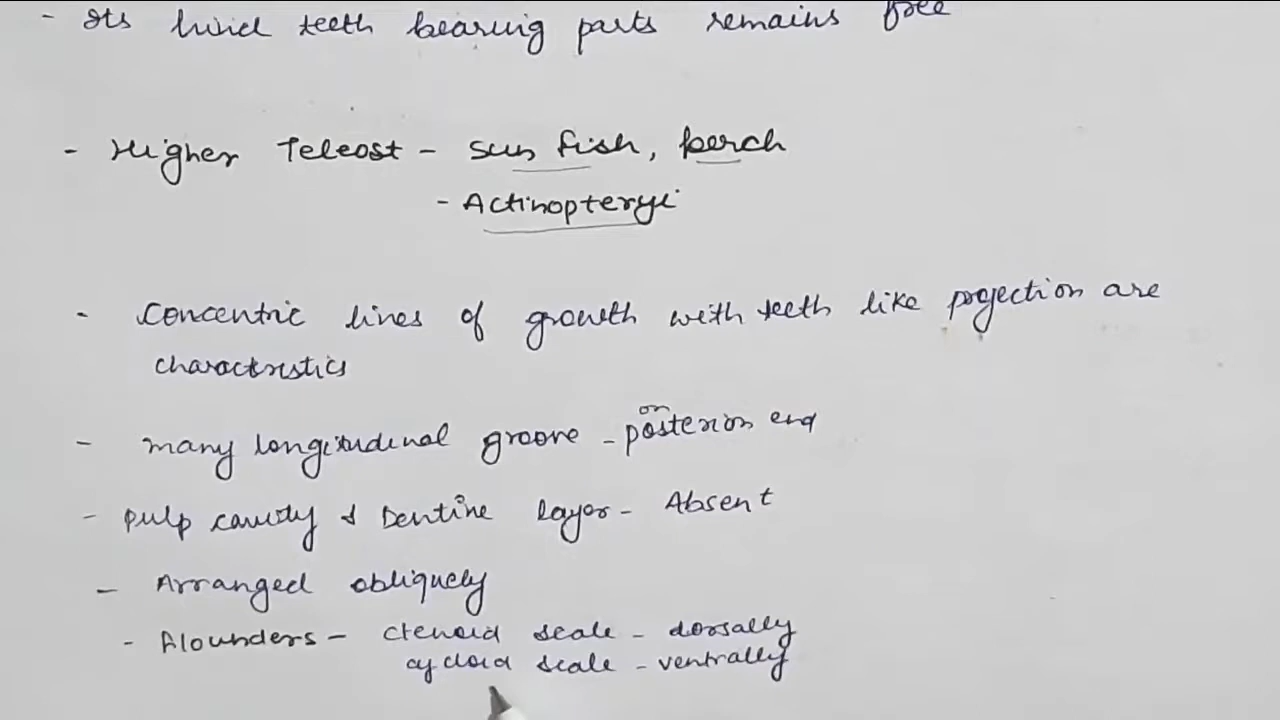 - Its hind teeth bearing parts remains free
- Higher Teleost - Sun fish, perch
- Actinopterygi
- Concentric lines of growth with teeth like projection are
charactristics
- many longitudinal groove - on posterior end
- pulp cavity & Dentine layer - Absent
- Arranged obliquely
- flounders - ctenoid scale - dorsally
cycloid scale - ventrally